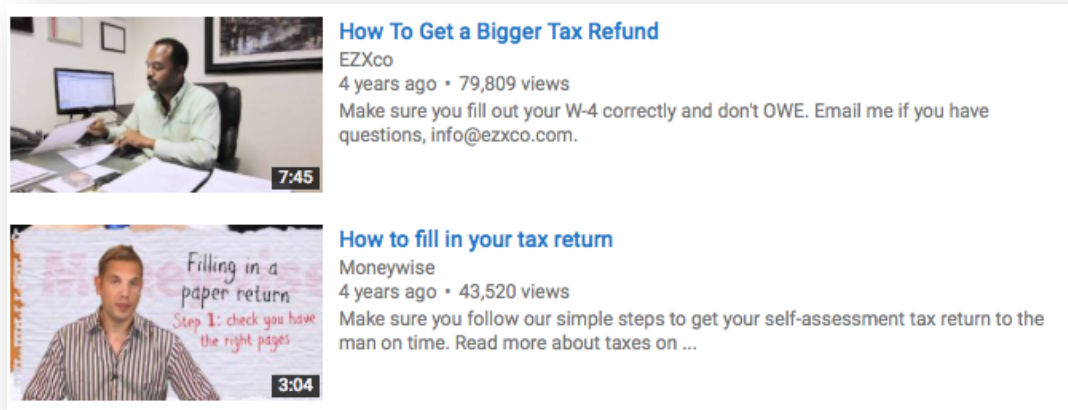 How To Get a Bigger Tax Refund
EZXco
4 years ago • 79,809 views
Make sure you fill out your W-4 correctly and don't OWE. Email me if you have
questions, info@ezxco.com.
7:45
How to fill in your tax return
Moneywise
4 years ago • 43,520 views
Make sure you follow our simple steps to get your self-assessment tax return to the
man on time. Read more about taxes on ...
Filling in a
paper return
Step 1: check you have
the right pages
3:04